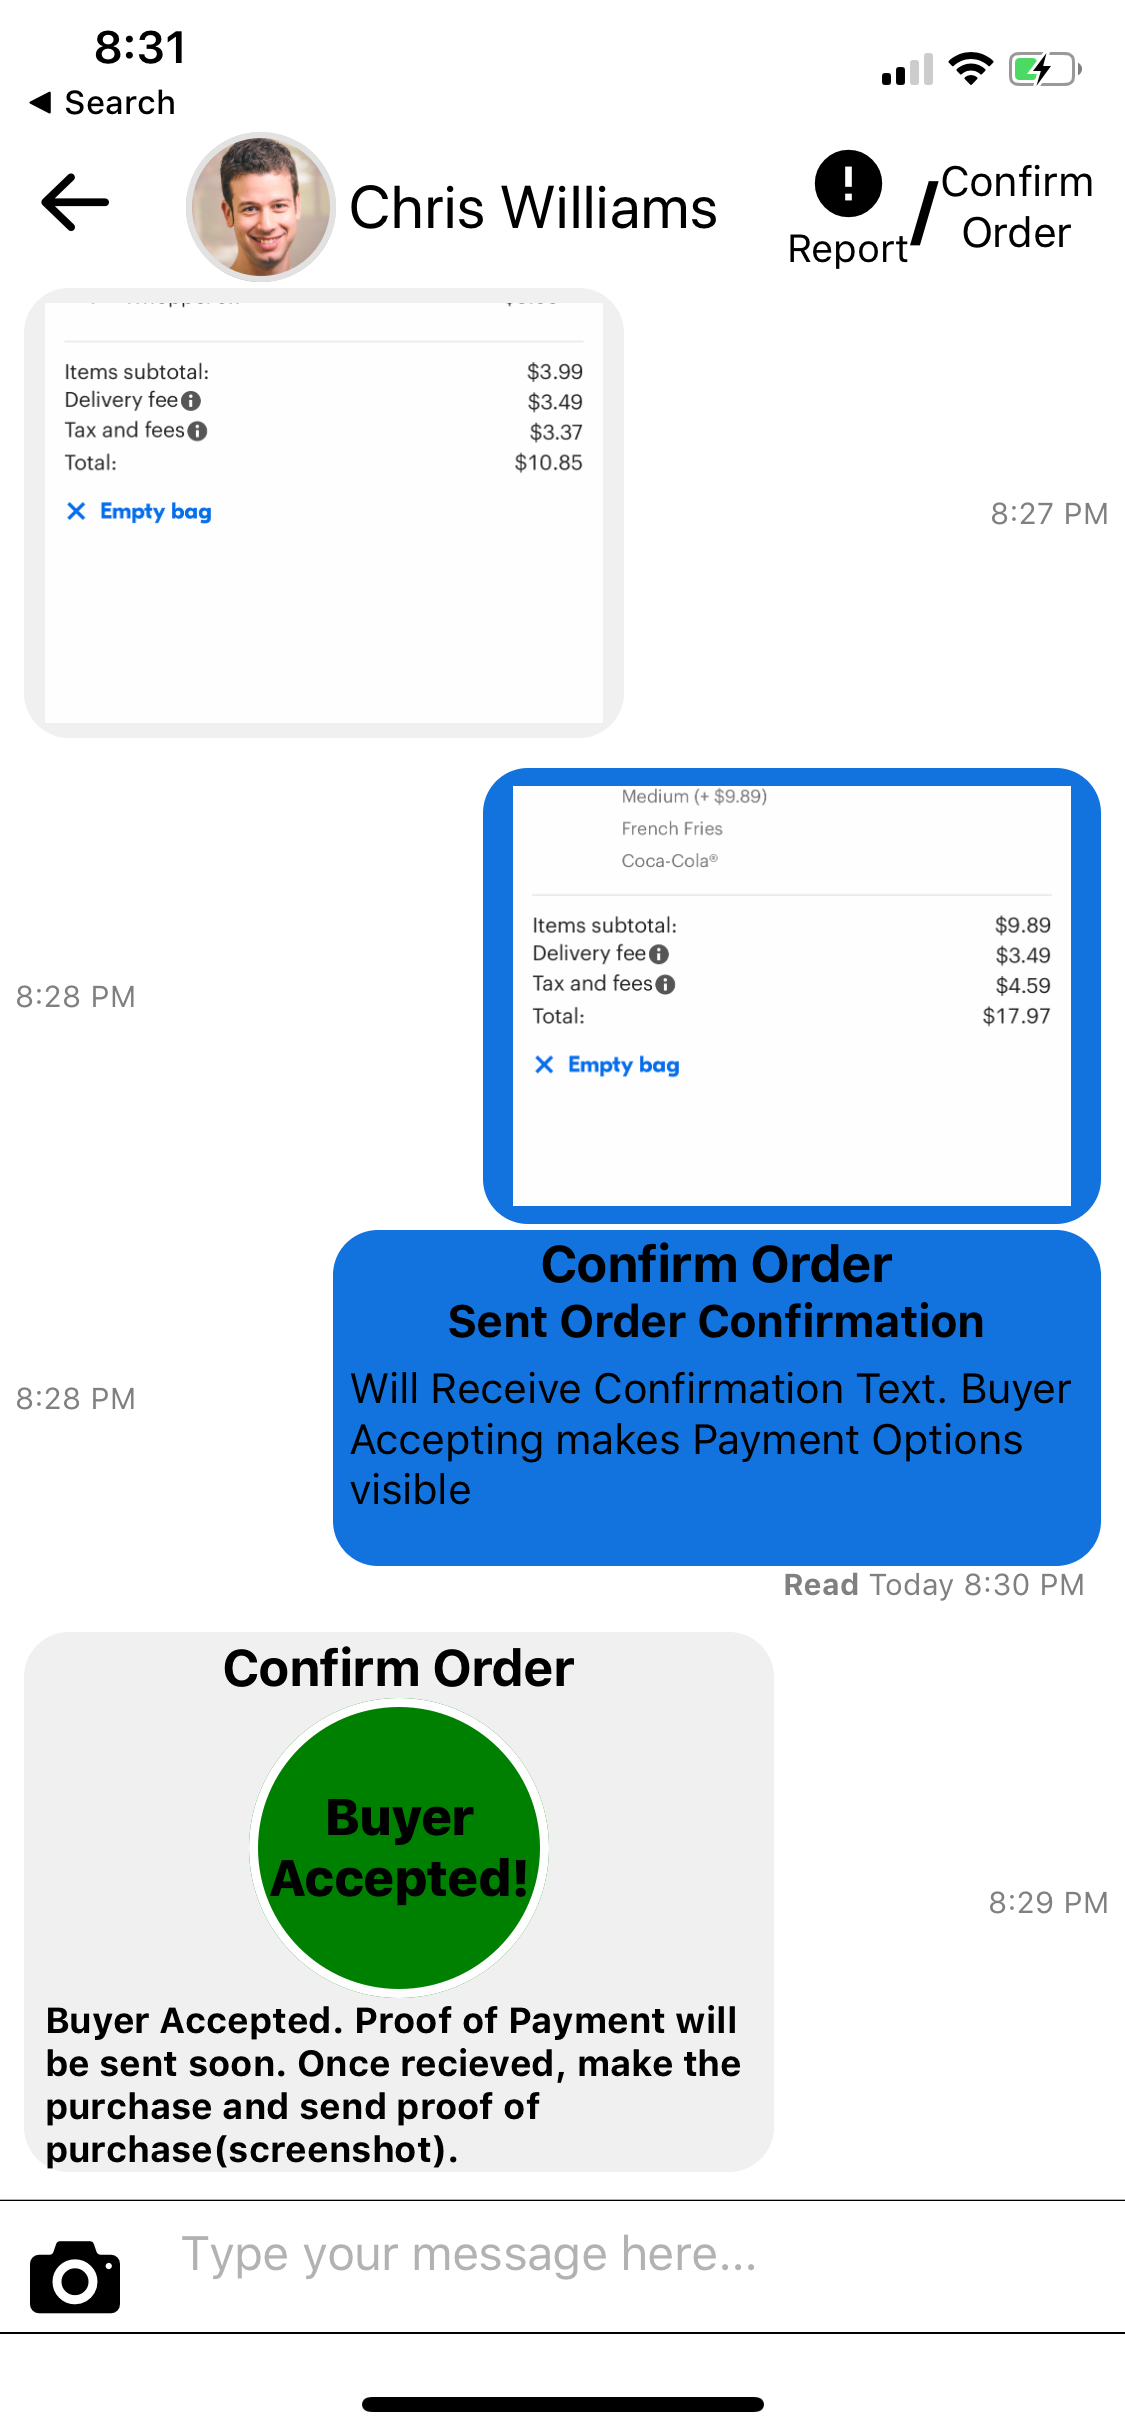 8:31
◀ Search
Chris Williams
Report
/
Confirm
Order
Items subtotal: $3.99
Delivery fee $3.49
Tax and fees $3.37
Total: $10.85
Empty bag
8:27 PM
Medium (+ $9.89)
French Fries
Coca-Cola®
Items subtotal: $9.89
Delivery fee $3.49
Tax and fees $4.59
Total: $17.97
Empty bag
8:28 PM
Confirm Order
Sent Order Confirmation
Will Receive Confirmation Text. Buyer
Accepting makes Payment Options
visible
8:28 PM
Read Today 8:30 PM
Confirm Order
Buyer
Accepted!
8:29 PM
Buyer Accepted. Proof of Payment will
be sent soon. Once recieved, make the
purchase and send proof of
purchase(screenshot).
Type your message here...